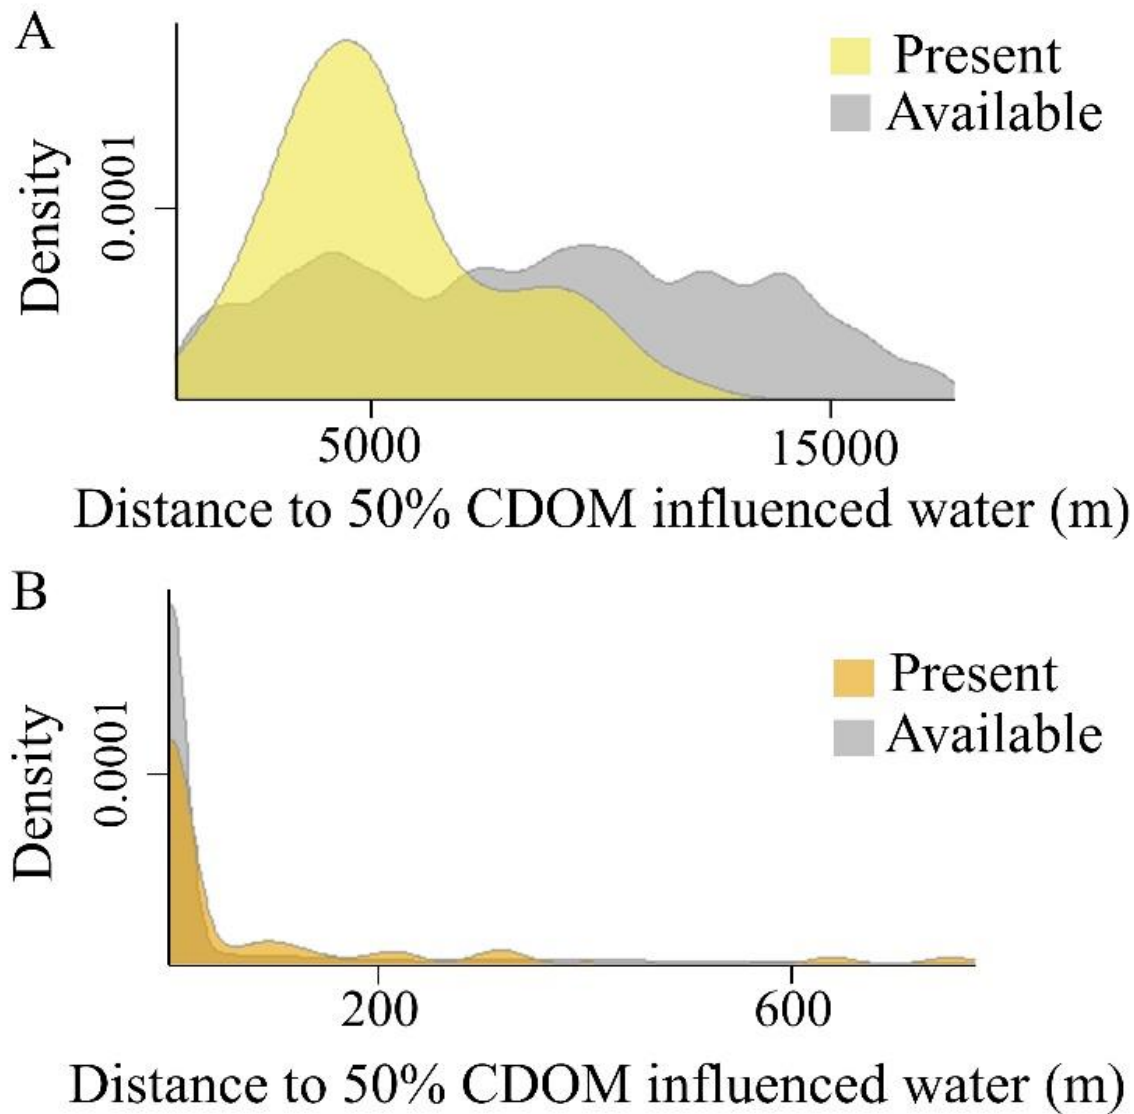 A
Present
Available
Density
0.0001
5000
15000
Distance to 50% CDOM influenced water (m)
B
Present
Available
Density
0.0001
200
600
Distance to 50% CDOM influenced water (m)